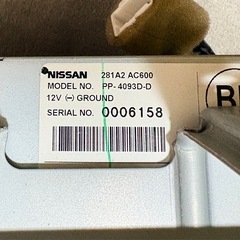 NISSAN 281A2 AC600
MODEL NO. PP-4093D-D
12V (−) GROUND
SERIAL NO. 0006158